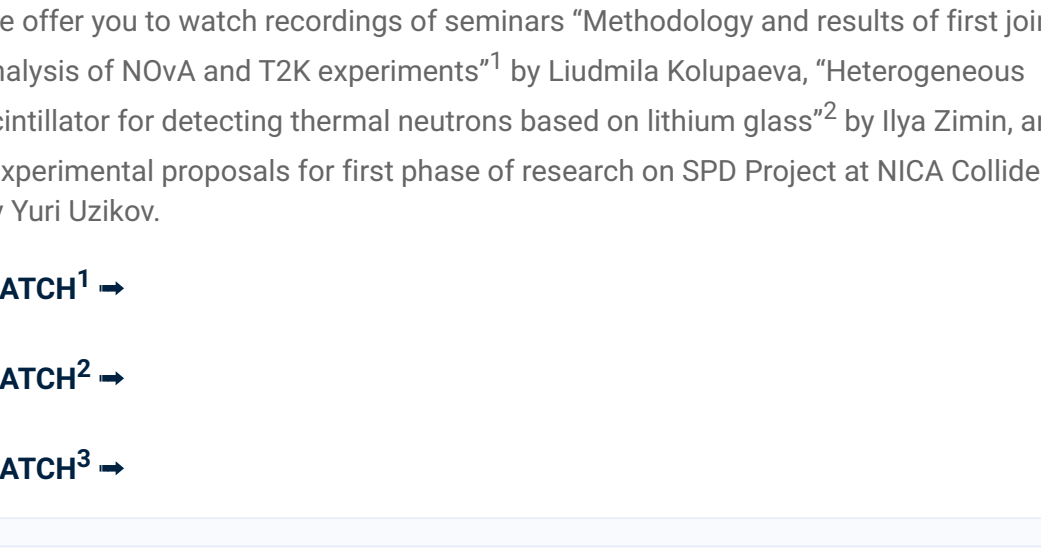 e offer you to watch recordings of seminars “Methodology and results of first joi
nalysis of NOvA and T2K experiments”1 by Liudmila Kolupaeva, “Heterogeneous
cintillator for detecting thermal neutrons based on lithium glass”2 by Ilya Zimin, a
xperimental proposals for first phase of research on SPD Project at NICA Collide
y Yuri Uzikov.
ATCH1 ➡
ATCH2 ➡
ATCH3 ➡